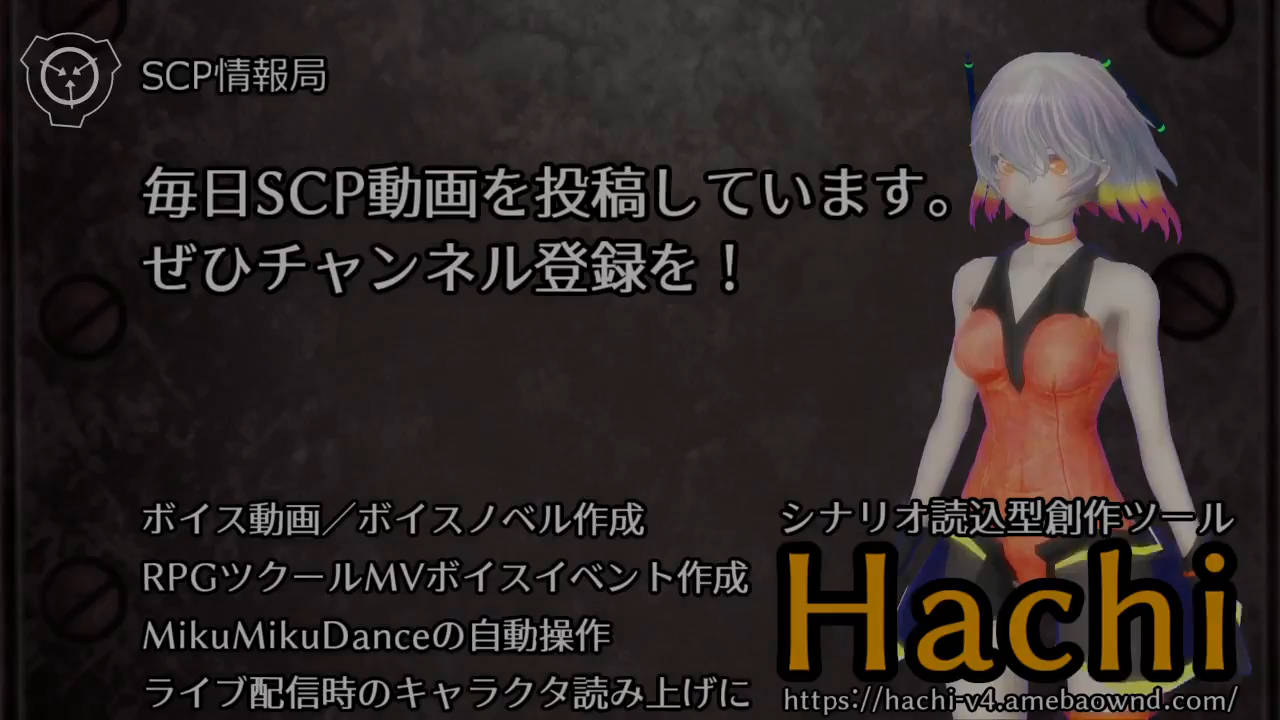 SCP情報局
毎日SCP動画を投稿しています。
ぜひチャンネル登録を！
ボイス動画／ボイスノベル作成
RPGツクールMVボイスイベント作成
MikuMikuDanceの自動操作
ライブ配信時のキャラクタ読み上げに
シナリオ読込型創作ツール
Hachi
https://hachi-v4.amebaownd.com/